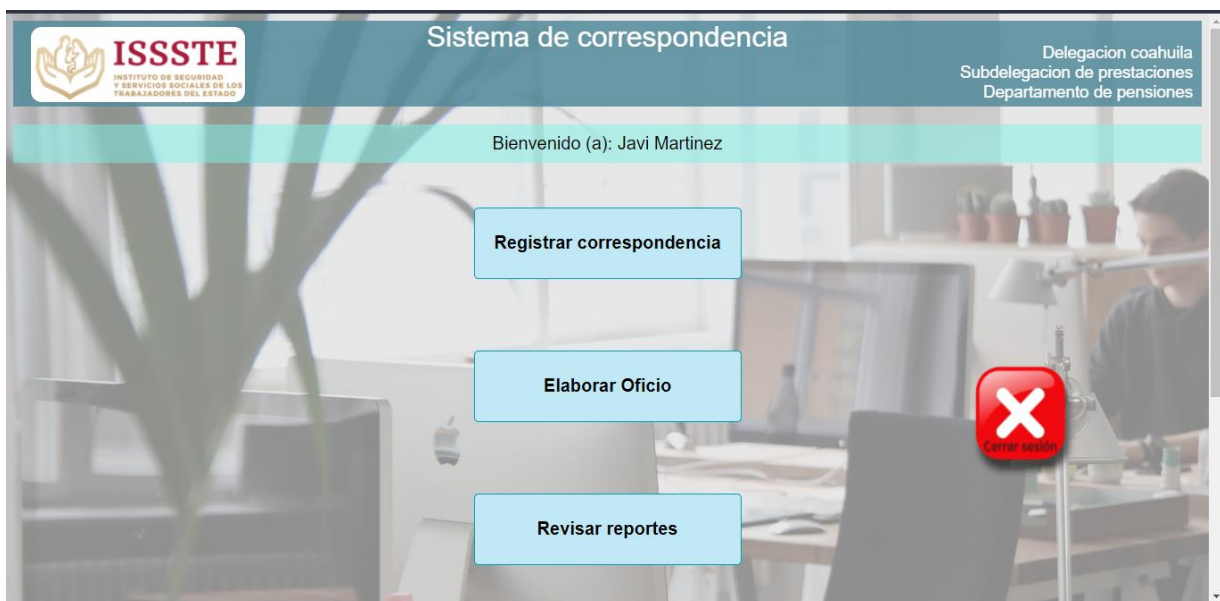 ISSSTE
INSTITUTO DE SEGURIDAD
Y SERVICIOS SOCIALES DE LOS
TRABAJADORES DEL ESTADO
Sistema de correspondencia
Delegacion coahuila
Subdelegacion de prestaciones
Departamento de pensiones
Bienvenido (a): Javi Martinez
Registrar correspondencia
Elaborar Oficio
Cerrar sesión
Revisar reportes